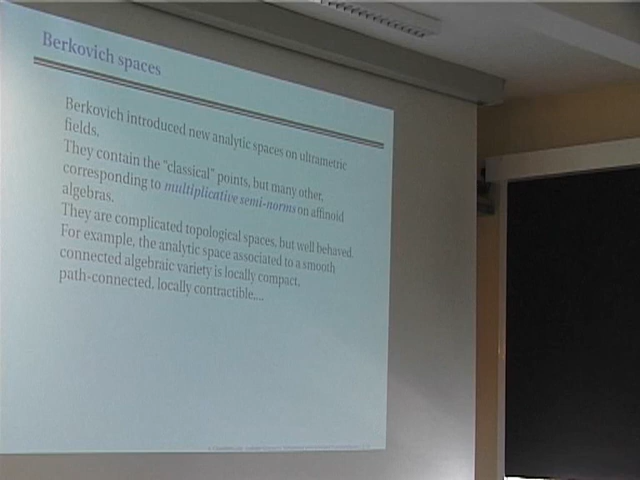 Berkovich spaces
Berkovich introduced new analytic spaces on ultrametric
fields.
They contain the "classical" points, but many other,
corresponding to multiplicative semi-norms on affinoid
algebras.
They are complicated topological spaces, but well behaved.
For example, the analytic space associated to a smooth
connected algebraic variety is locally compact,
path-connected, locally contractible,...